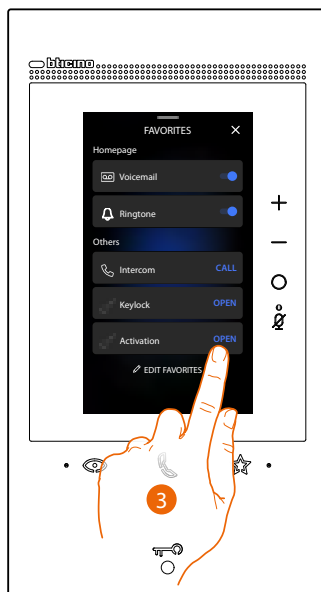 bticino
FAVORITES
Homepage
Voicemail
Ringtone
Others
Intercom CALL
Keylock OPEN
Activation OPEN
EDIT FAVORITES
3